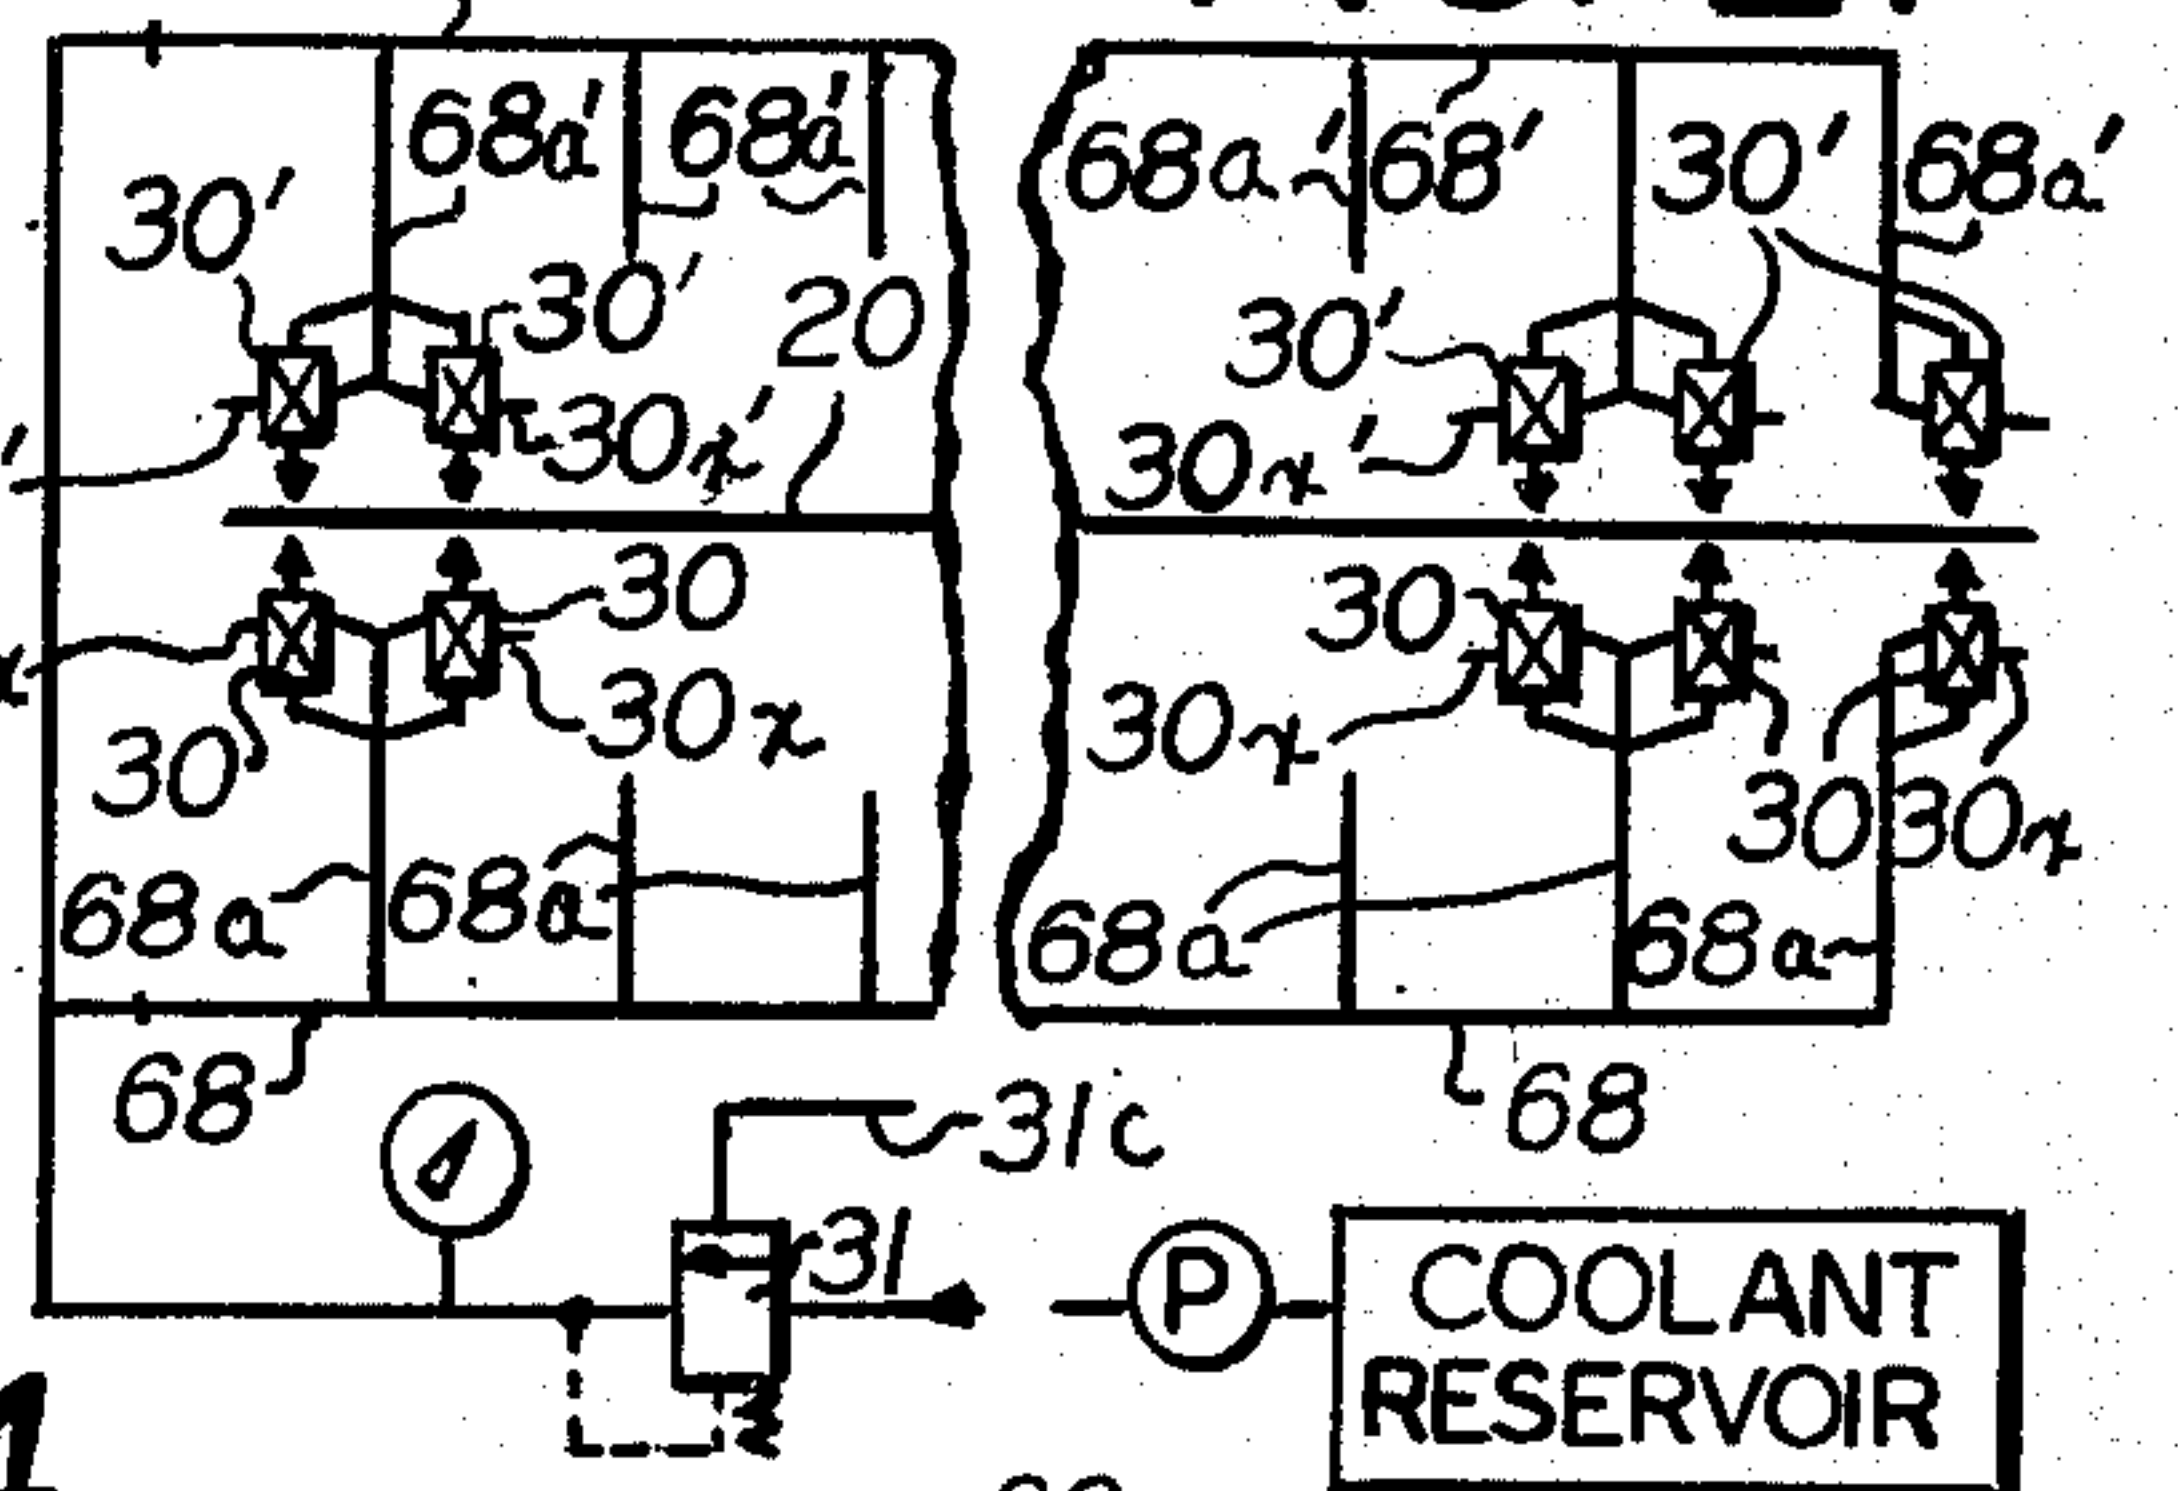 68a' 68a' 68a' 68' 30' 68a'
30' 30' 20 30'
30x' 30x'
30 30
30x 30x
30 30 30x
68a 68a 68a 68a
68 31c 68
31 P COOLANT
RESERVOIR